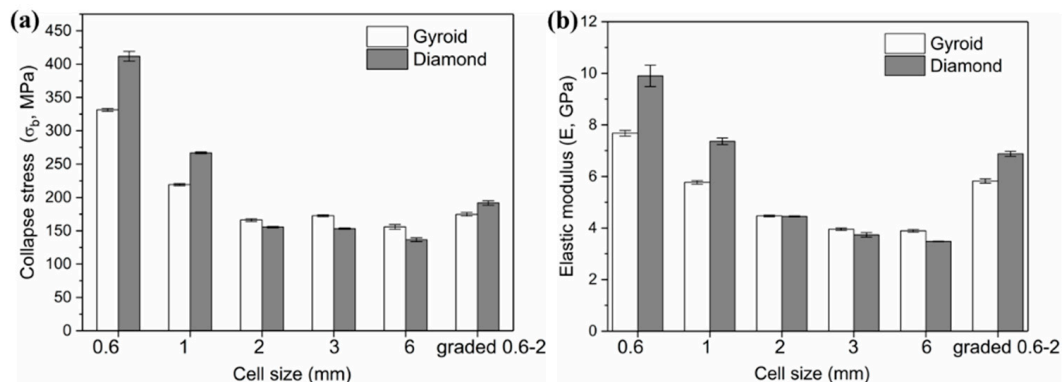 (a)
450
400
350
300
250
200
150
100
50
0
Collapse stress (σb, MPa)
Gyroid
Diamond
0.6 1 2 3 6 graded 0.6-2
Cell size (mm)
(b)
12
10
8
6
4
2
0
Elastic modulus (E, GPa)
Gyroid
Diamond
0.6 1 2 3 6 graded 0.6-2
Cell size (mm)